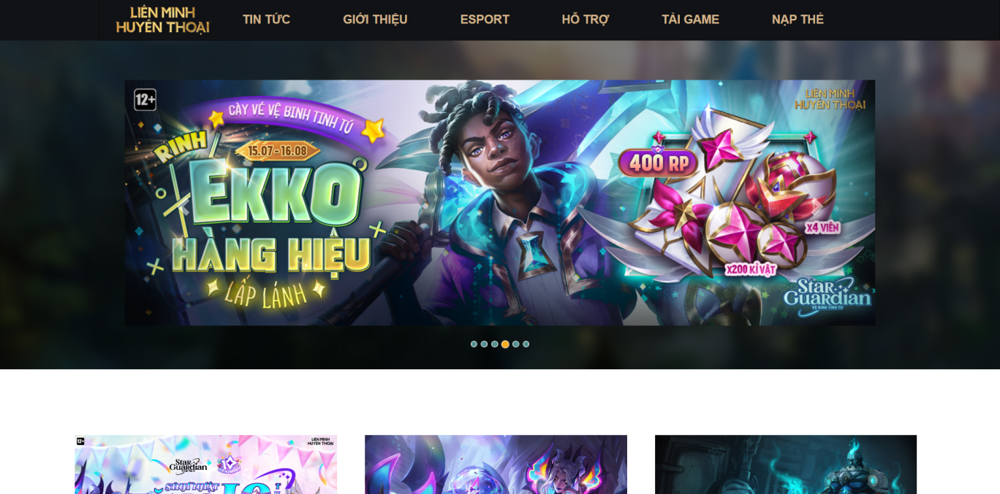 LIÊN MINH
HUYỀN THOẠI
TIN TỨC
GIỚI THIỆU
ESPORT
HỖ TRỢ
TẢI GAME
NẠP THẺ
12+
LIÊN MINH
HUYỀN THOẠI
CÀY VÉ VỆ BINH TINH TÚ
RINH
15.07 - 16.08
EKKO
HÀNG HIỆU
LẤP LÁNH
400 RP
X4 VIÊN
X200 KỈ VẬT
STAR
GUARDIAN
VỆ BINH TINH TÚ
12+
LIÊN MINH
HUYỀN THOẠI
STAR
GUARDIAN
SINH NHẬT